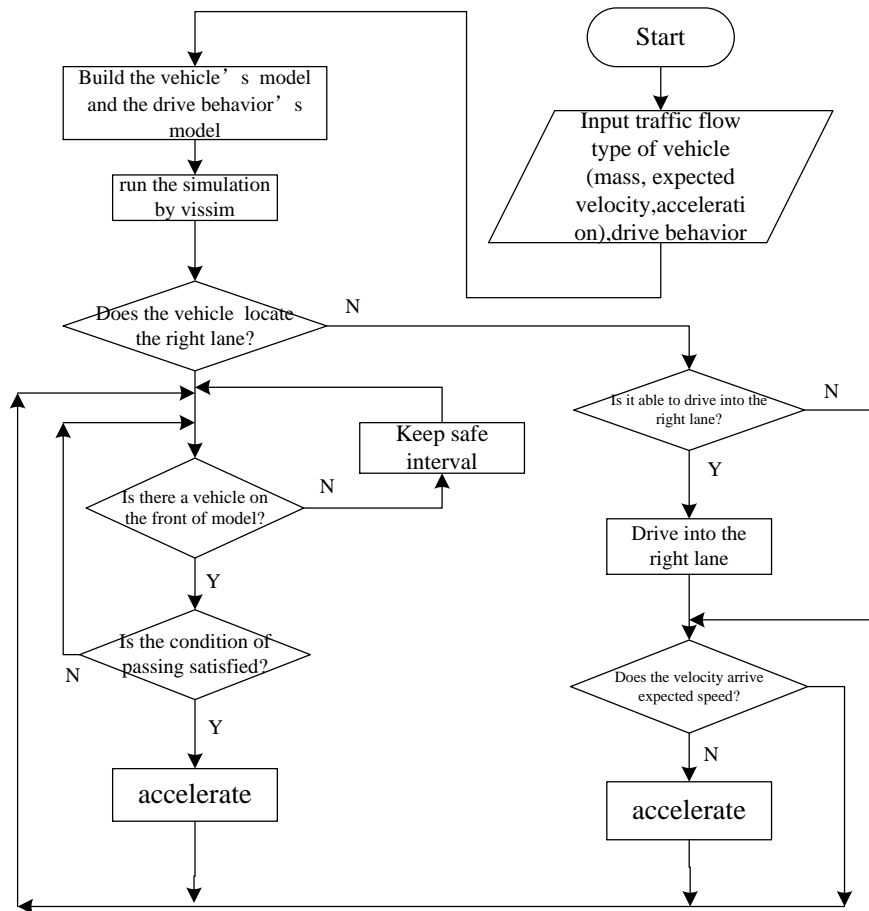 Start
Input traffic flow
type of vehicle
(mass, expected
velocity,accelerati
on),drive behavior
Build the vehicle’s model
and the drive behavior’s
model
run the simulation
by vissim
Does the vehicle locate
the right lane?
N
Is it able to drive into the
right lane?
N
Y
Keep safe
interval
Is there a vehicle on
the front of model?
N
Y
Drive into the
right lane
Is the condition of
passing satisfied?
N
Y
Does the velocity arrive
expected speed?
N
accelerate
accelerate